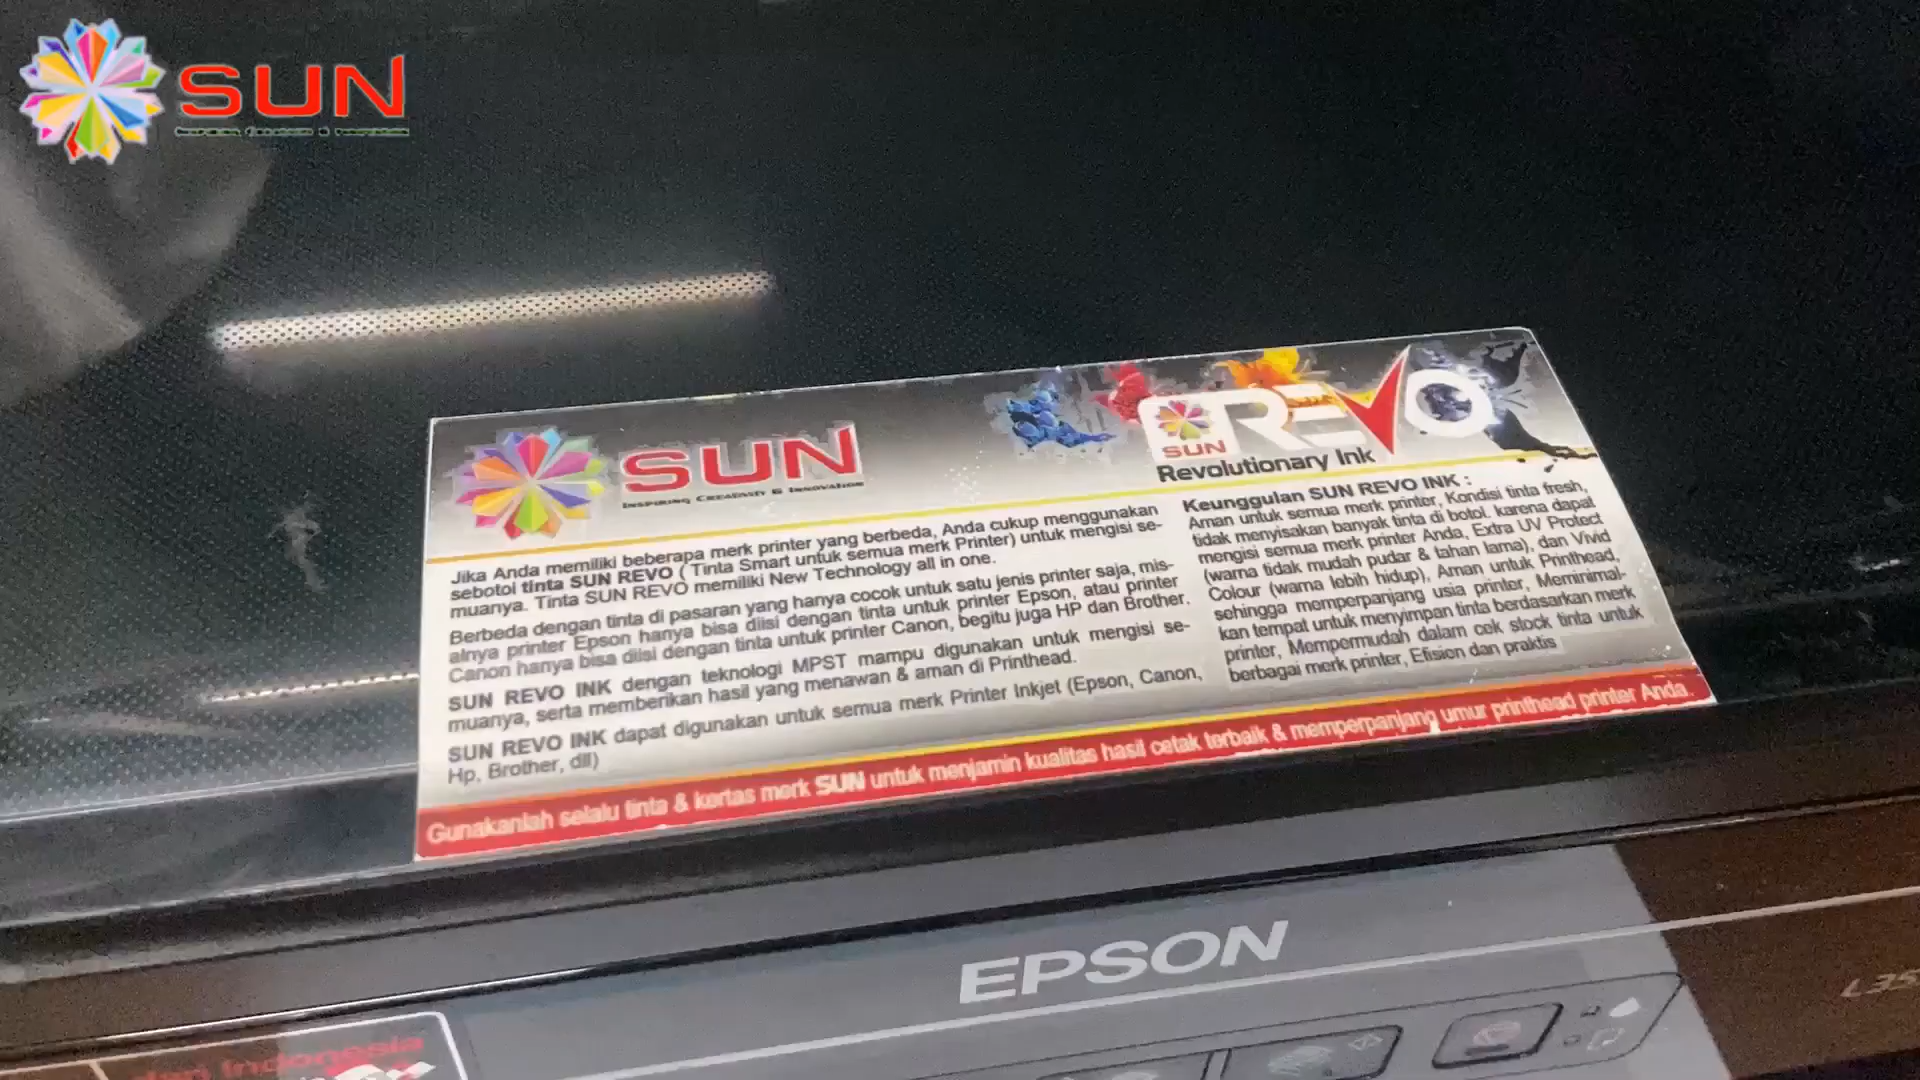 SUN
INSPIRING CREATIVITY & INNOVATION
SUN
INSPIRING CREATIVITY & INNOVATION
REVO
SUN
Revolutionary Ink
Jika Anda memiliki beberapa merk printer yang berbeda, Anda cukup menggunakan
sebotol tinta SUN REVO ( Tinta Smart untuk semua merk Printer) untuk mengisi se-
muanya. Tinta SUN REVO memiliki New Technology all in one.
Berbeda dengan tinta di pasaran yang hanya cocok untuk satu jenis printer saja, mis-
alnya printer Epson hanya bisa diisi dengan tinta untuk printer Epson, atau printer
Canon hanya bisa diisi dengan tinta untuk printer Canon, begitu juga HP dan Brother.
SUN REVO INK dengan teknologi MPST mampu digunakan untuk mengisi se-
muanya, serta memberikan hasil yang menawan & aman di Printhead.
SUN REVO INK dapat digunakan untuk semua merk Printer Inkjet (Epson, Canon,
Hp, Brother, dll)
Keunggulan SUN REVO INK :
Aman untuk semua merk printer, Kondisi tinta fresh,
tidak menyisakan banyak tinta di botol. karena dapat
mengisi semua merk printer Anda, Extra UV Protect
(warna tidak mudah pudar & tahan lama), dan Vivid
Colour (warna lebih hidup), Aman untuk Printhead,
sehingga memperpanjang usia printer, Meminimal-
kan tempat untuk menyimpan tinta berdasarkan merk
printer, Mempermudah dalam cek stock tinta untuk
berbagai merk printer, Efisien dan praktis
Gunakanlah selalu tinta & kertas merk SUN untuk menjamin kualitas hasil cetak terbaik & memperpanjang umur printhead printer Anda.
EPSON
dari Indonesia